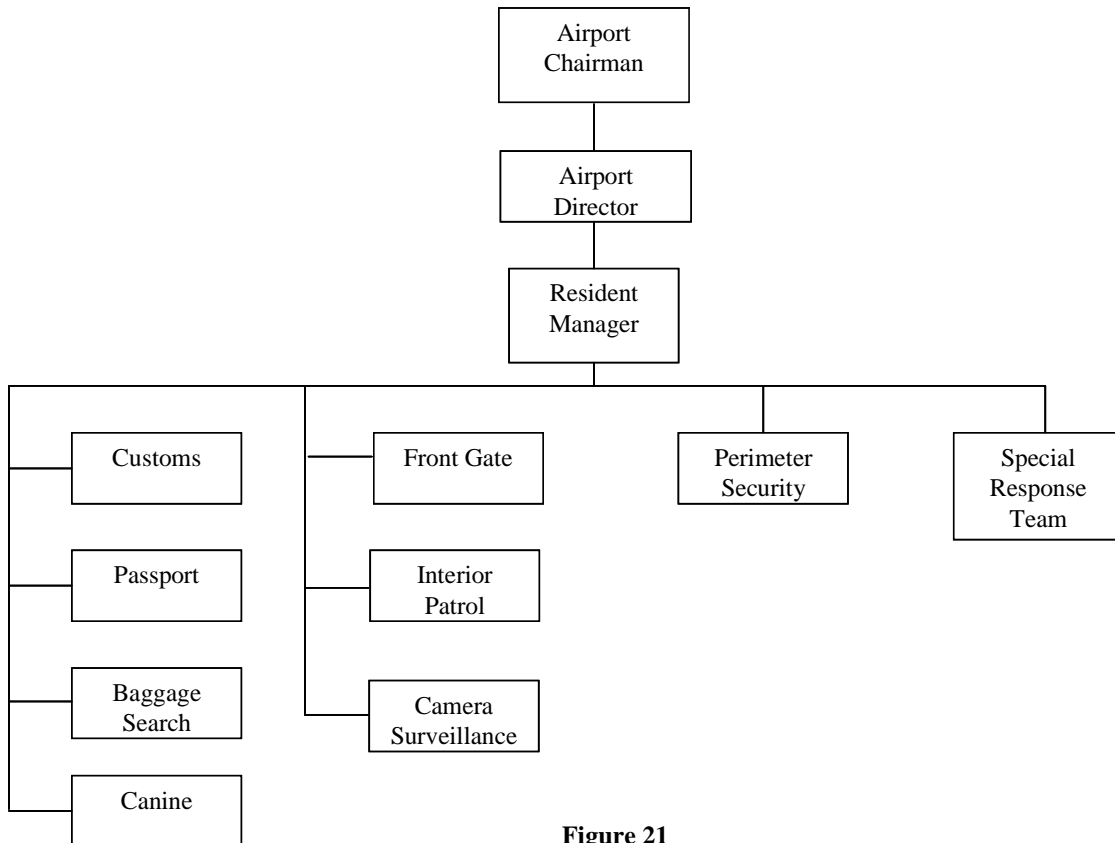 Airport
Chairman
Airport
Director
Resident
Manager
Customs
Front Gate
Perimeter
Security
Special
Response
Team
Passport
Interior
Patrol
Baggage
Search
Camera
Surveillance
Canine
Figure 21